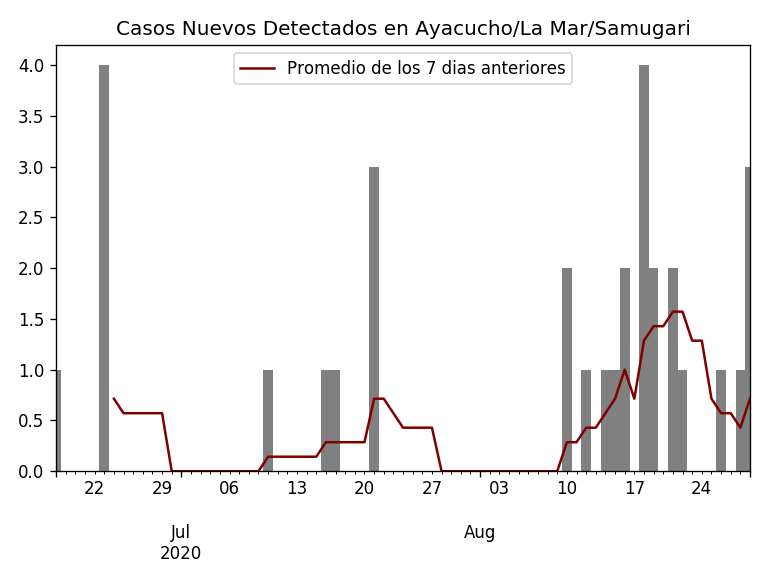 Casos Nuevos Detectados en Ayacucho/La Mar/Samugari
Promedio de los 7 dias anteriores
4.0
3.5
3.0
2.5
2.0
1.5
1.0
0.5
0.0
22 29 06 13 20 27 03 10 17 24
Jul Aug
2020